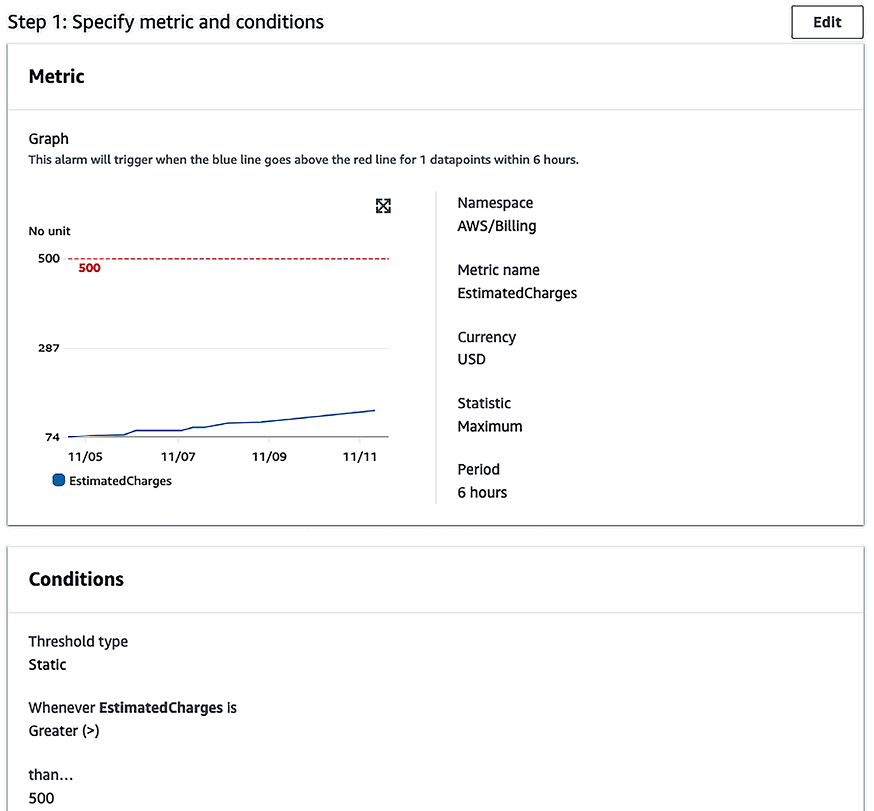 Step 1: Specify metric and conditions
Edit
Metric
Graph
This alarm will trigger when the blue line goes above the red line for 1 datapoints within 6 hours.
No unit
500
500
287
74
11/05 11/07 11/09 11/11
EstimatedCharges
Namespace
AWS/Billing
Metric name
EstimatedCharges
Currency
USD
Statistic
Maximum
Period
6 hours
Conditions
Threshold type
Static
Whenever EstimatedCharges is
Greater (>)
than...
500